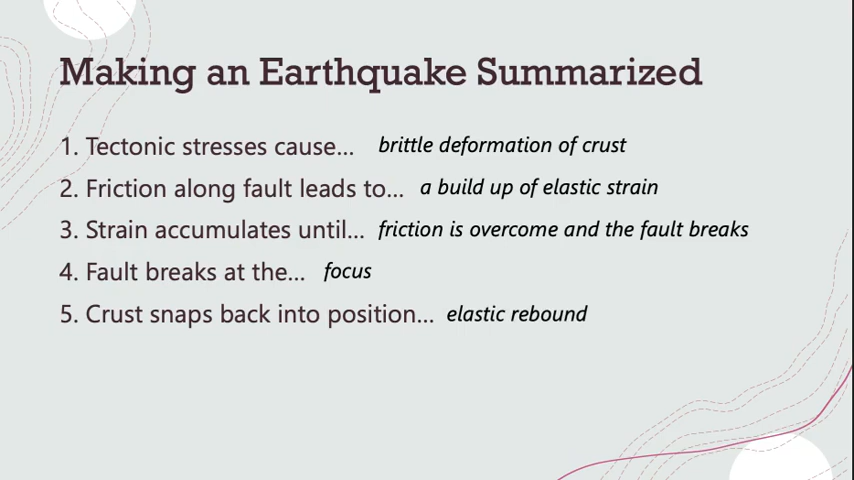 Making an Earthquake Summarized
1. Tectonic stresses cause... brittle deformation of crust
2. Friction along fault leads to... a build up of elastic strain
3. Strain accumulates until... friction is overcome and the fault breaks
4. Fault breaks at the... focus
5. Crust snaps back into position... elastic rebound